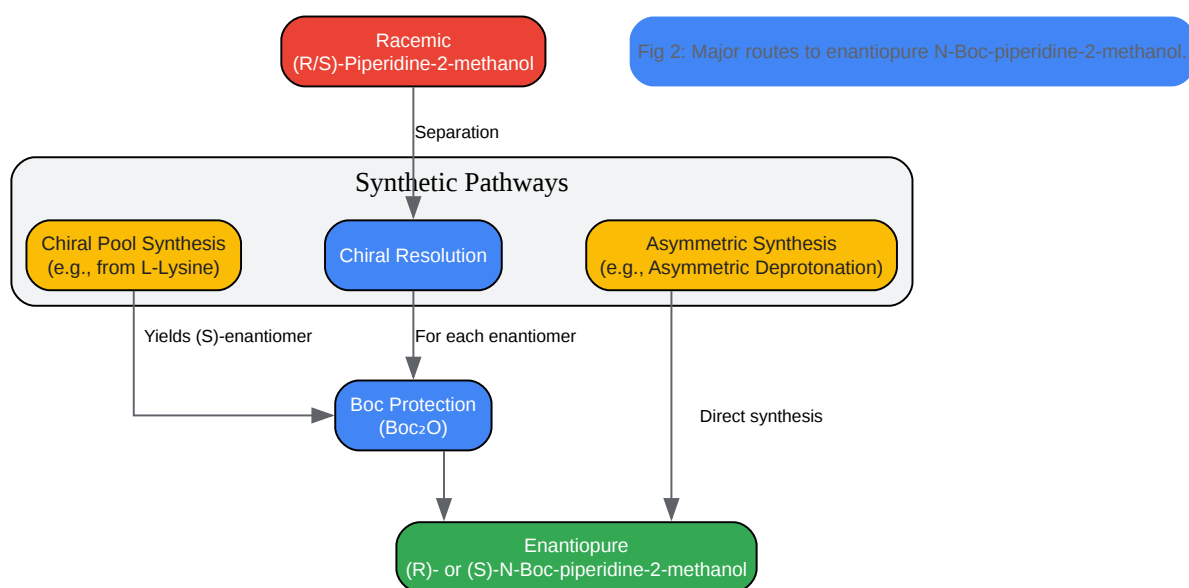 Racemic
(R/S)-Piperidine-2-methanol
Fig 2: Major routes to enantiopure N-Boc-piperidine-2-methanol.
Separation
Synthetic Pathways
Chiral Pool Synthesis
(e.g., from L-Lysine)
Chiral Resolution
Asymmetric Synthesis
(e.g., Asymmetric Deprotonation)
Yields (S)-enantiomer
For each enantiomer
Boc Protection
(Boc₂O)
Direct synthesis
Enantiopure
(R)- or (S)-N-Boc-piperidine-2-methanol